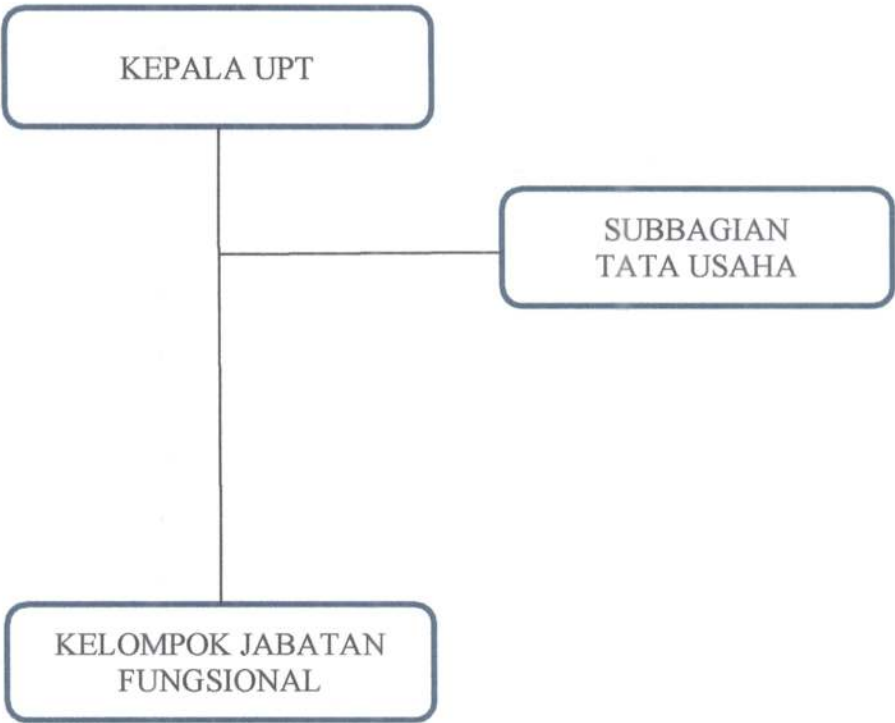 KEPALA UPT
SUBBAGIAN
TATA USAHA
KELOMPOK JABATAN
FUNGSIONAL